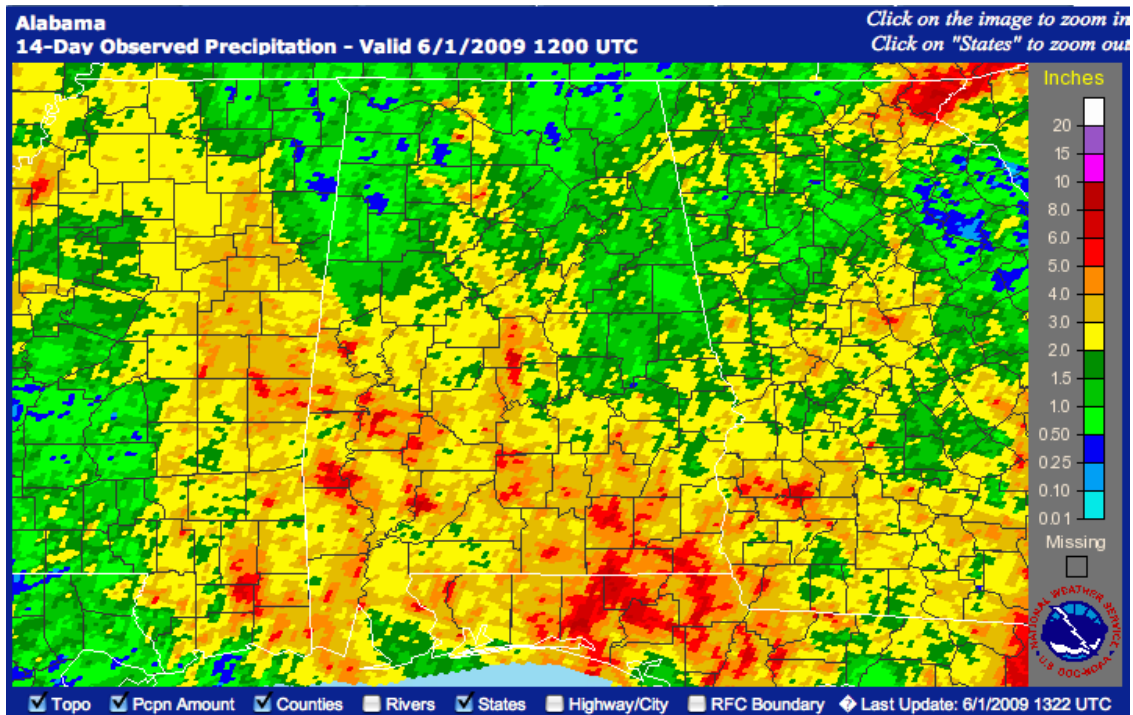 Alabama
14-Day Observed Precipitation - Valid 6/1/2009 1200 UTC
Click on the image to zoom in
Click on "States" to zoom out
Inches
20
15
10
8.0
6.0
5.0
4.0
3.0
2.0
1.5
1.0
0.50
0.25
0.10
0.01
Missing
NATIONAL WEATHER SERVICE
U.S. DOC-NOAA
Topo Pcpn Amount Counties Rivers States Highway/City RFC Boundary � Last Update: 6/1/2009 1322 UTC